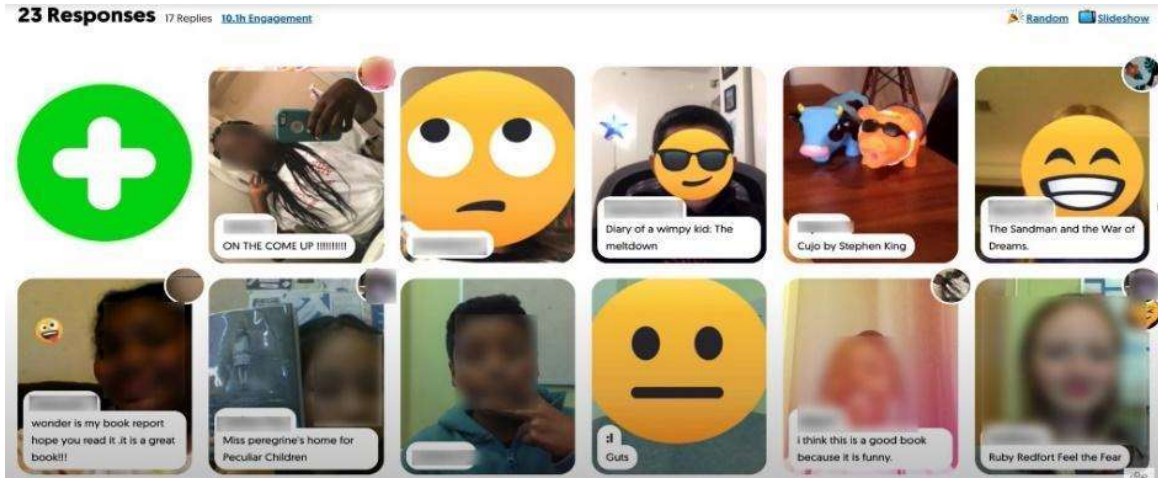 23 Responses 17 Replies 10.1h Engagement
Random Slideshow
ON THE COME UP !!!!!!!!!!
Diary of a wimpy kid: The
meltdown
Cujo by Stephen King
The Sandman and the War of
Dreams.
wonder is my book report
hope you read it .it is a great
book!!!
Miss peregrine's home for
Peculiar Children
:l
Guts
i think this is a good book
because it is funny.
Ruby Redfort Feel the Fear